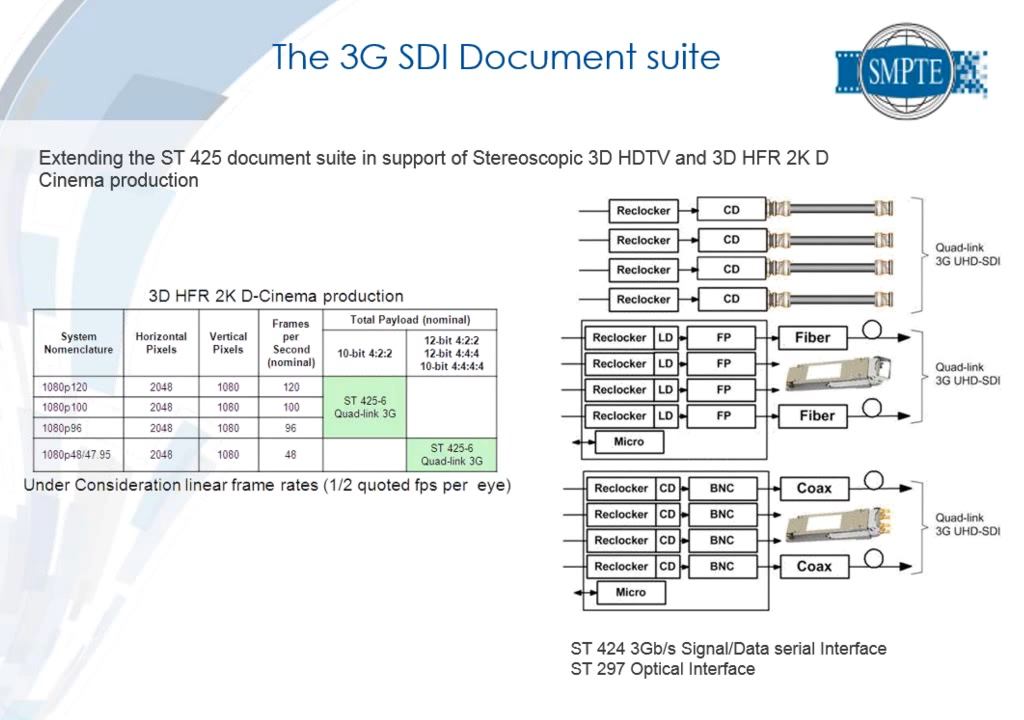 The 3G SDI Document suite
SMPTE
Extending the ST 425 document suite in support of Stereoscopic 3D HDTV and 3D HFR 2K D
Cinema production
3D HFR 2K D-Cinema production
System Nomenclature Horizontal Pixels Vertical Pixels Frames per Second (nominal) Total Payload (nominal)
10-bit 4:2:2 12-bit 4:2:2 12-bit 4:4:4 10-bit 4:4:4:4
1080p120 2048 1080 120
ST 425-6 Quad-link 3G
1080p100 2048 1080 100
1080p96 2048 1080 96
1080p48/47.95 2048 1080 48 ST 425-6 Quad-link 3G
Under Consideration linear frame rates (1/2 quoted fps per eye)
Reclocker CD
Reclocker CD
Reclocker CD
Reclocker CD
Quad-link
3G UHD-SDI
Reclocker LD FP Fiber
Reclocker LD FP
Reclocker LD FP
Reclocker LD FP Fiber
Micro
Quad-link
3G UHD-SDI
Reclocker CD BNC Coax
Reclocker CD BNC
Reclocker CD BNC
Reclocker CD BNC Coax
Micro
Quad-link
3G UHD-SDI
ST 424 3Gb/s Signal/Data serial Interface
ST 297 Optical Interface